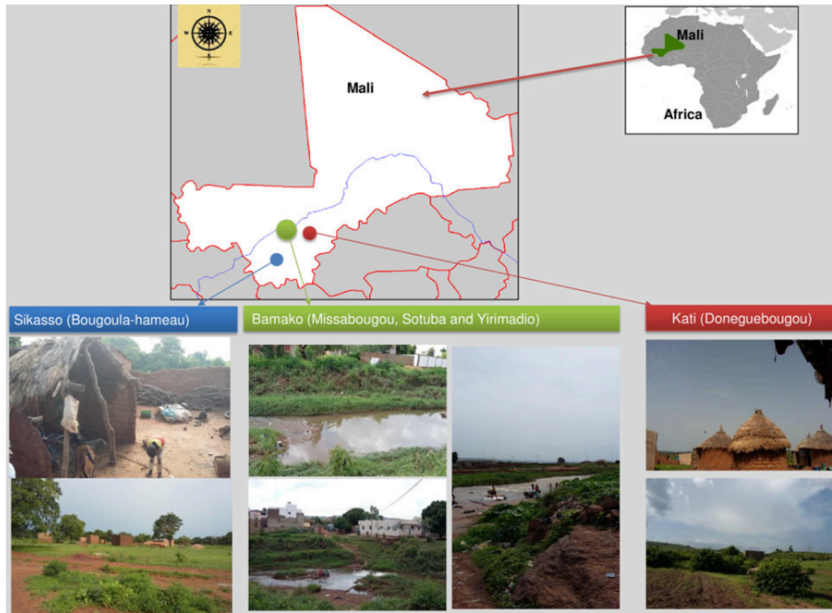 N
W
E
S
Mali
Mali
Africa
Sikasso (Bougoula-hameau)
Bamako (Missabougou, Sotuba and Yirimadio)
Kati (Doneguebougou)